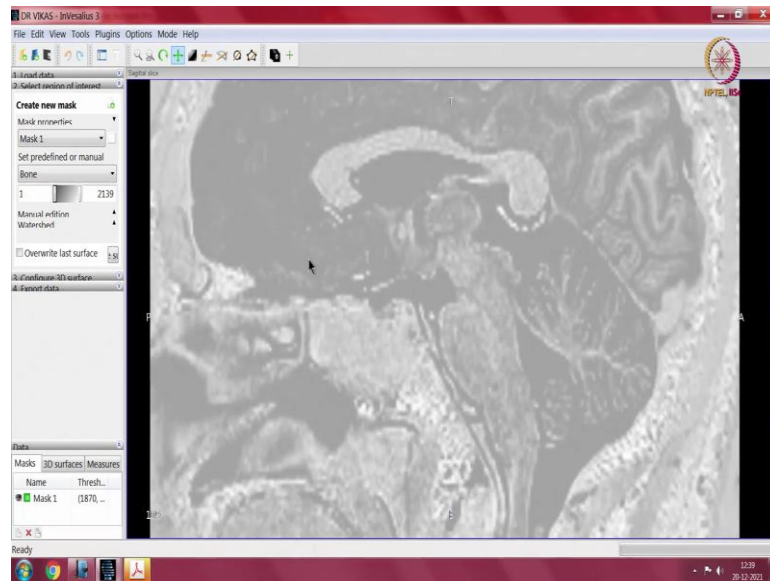 DR VIKAS - InVesalius 3
File Edit View Tools Plugins Options Mode Help
1. Load data
2. Select region of interest
Create new mask
Mask properties
Mask 1
Set predefined or manual
Bone
1 2139
Manual edition
Watershed
Overwrite last surface
3. Configure 3D surface
4. Export data
Data
Masks 3D surfaces Measures
Name Thresh...
Mask 1 (1870, ...
Ready
Sagital slice
T
P A
NPTEL, IISc
12:39
20-12-2021